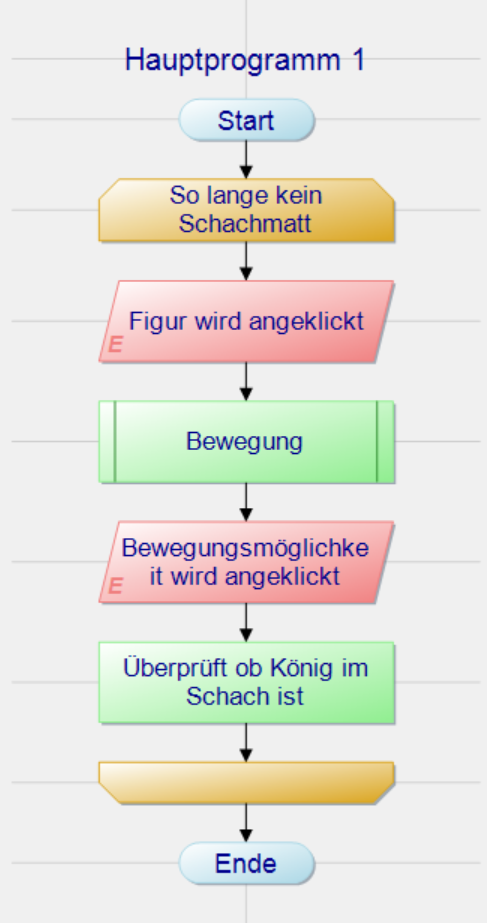 Hauptprogramm 1
Start
So lange kein
Schachmatt
Figur wird angeklickt
E
Bewegung
Bewegungsmöglichke
it wird angeklickt
E
Überprüft ob König im
Schach ist
Ende